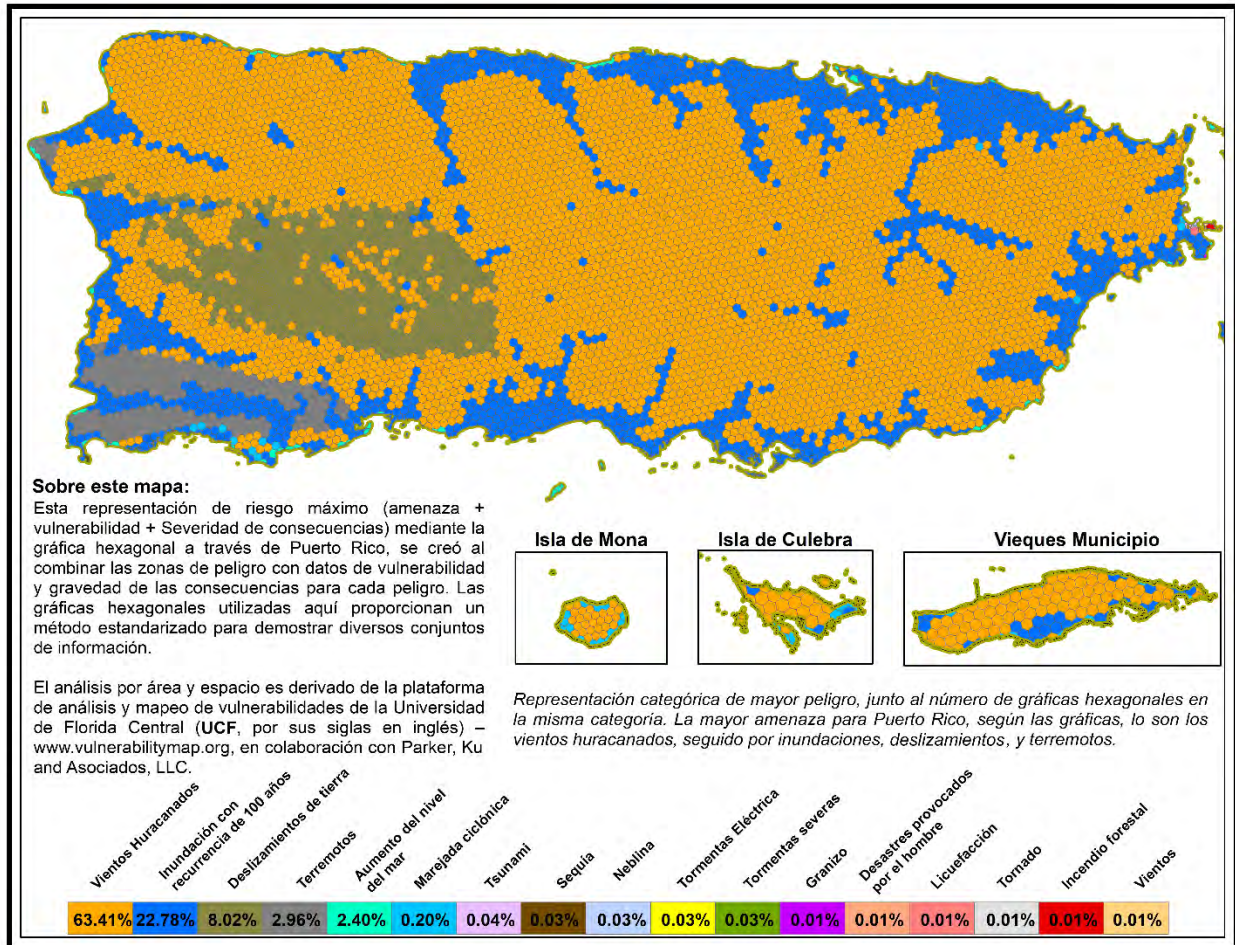 Sobre este mapa:
Esta representación de riesgo máximo (amenaza +
vulnerabilidad + Severidad de consecuencias) mediante la
gráfica hexagonal a través de Puerto Rico, se creó al
combinar las zonas de peligro con datos de vulnerabilidad
y gravedad de las consecuencias para cada peligro. Las
gráficas hexagonales utilizadas aquí proporcionan un
método estandarizado para demostrar diversos conjuntos
de información.
El análisis por área y espacio es derivado de la plataforma
de análisis y mapeo de vulnerabilidades de la Universidad
de Florida Central (UCF, por sus siglas en inglés) –
www.vulnerabilitymap.org, en colaboración con Parker, Ku
and Asociados, LLC.
Isla de Mona
Isla de Culebra
Vieques Municipio
Representación categórica de mayor peligro, junto al número de gráficas hexagonales en
la misma categoría. La mayor amenaza para Puerto Rico, según las gráficas, lo son los
vientos huracanados, seguido por inundaciones, deslizamientos, y terremotos.
Vientos Huracanados
Inundación con
recurrencia de 100 años
Deslizamientos de tierra
Terremotos
Aumento del nivel
del mar
Marejada ciclónica
Tsunami
Sequia
Neblina
Tormentas Eléctrica
Tormentas severas
Granizo
Desastres provocados
por el hombre
Licuefacción
Tornado
Incendio forestal
Vientos
63.41% 22.78% 8.02% 2.96% 2.40% 0.20% 0.04% 0.03% 0.03% 0.03% 0.03% 0.01% 0.01% 0.01% 0.01% 0.01% 0.01%